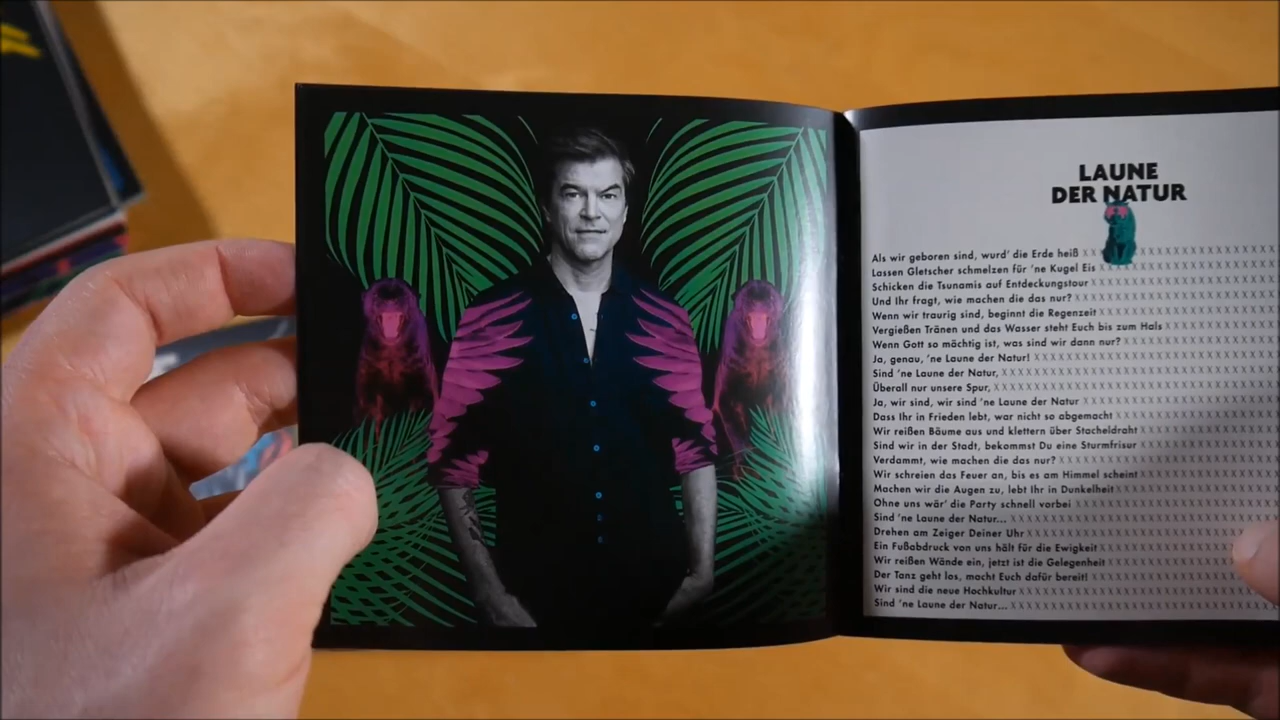 LAUNE
DER NATUR
Als wir geboren sind, wurd' die Erde heiß
Lassen Gletscher schmelzen für 'ne Kugel Eis
Schicken die Tsunamis auf Entdeckungstour
Und Ihr fragt, wie machen die das nur?
Wenn wir traurig sind, beginnt die Regenzeit
Vergießen Tränen und das Wasser steht Euch bis zum Hals
Wenn Gott so mächtig ist, was sind wir dann nur?
Ja, genau, 'ne Laune der Natur!
Sind 'ne Laune der Natur,
Überall nur unsere Spur,
Ja, wir sind, wir sind 'ne Laune der Natur
Dass Ihr in Frieden lebt, war nicht so abgemacht
Wir reißen Bäume aus und klettern über Stacheldraht
Sind wir in der Stadt, bekommst Du eine Sturmfrisur
Verdammt, wie machen die das nur?
Wir schreien das Feuer an, bis es am Himmel scheint
Machen wir die Augen zu, lebt Ihr in Dunkelheit
Ohne uns wär' die Party schnell vorbei
Sind 'ne Laune der Natur...
Drehen am Zeiger Deiner Uhr
Ein Fußabdruck von uns hält für die Ewigkeit
Wir reißen Wände ein, jetzt ist die Gelegenheit
Der Tanz geht los, macht Euch dafür bereit!
Wir sind die neue Hochkultur
Sind 'ne Laune der Natur...